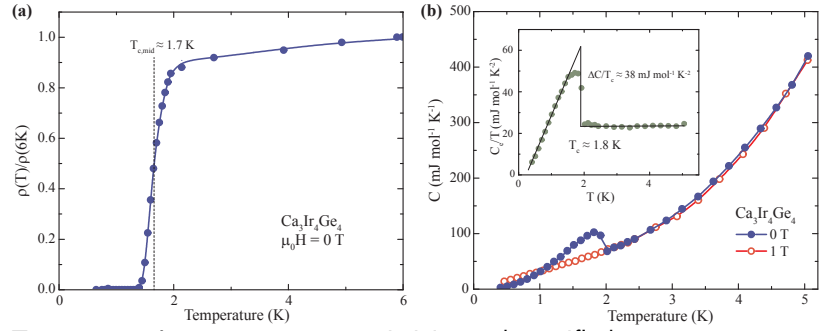 (a)
T_c,mid ≈ 1.7 K
ρ(T)/ρ(6K)
1.0
0.8
0.6
0.4
0.2
0.0
Ca₃Ir₄Ge₄
μ₀H = 0 T
0
2
4
6
Temperature (K)
(b)
C (mJ mol⁻¹ K⁻¹)
500
400
300
200
100
0
C_e/T (mJ mol⁻¹ K⁻²)
60
40
20
0
ΔC/T_c ≈ 38 mJ mol⁻¹ K⁻²
T_c ≈ 1.8 K
0
2
4
T (K)
Ca₃Ir₄Ge₄
0 T
1 T
0
1
2
3
4
5
Temperature (K)